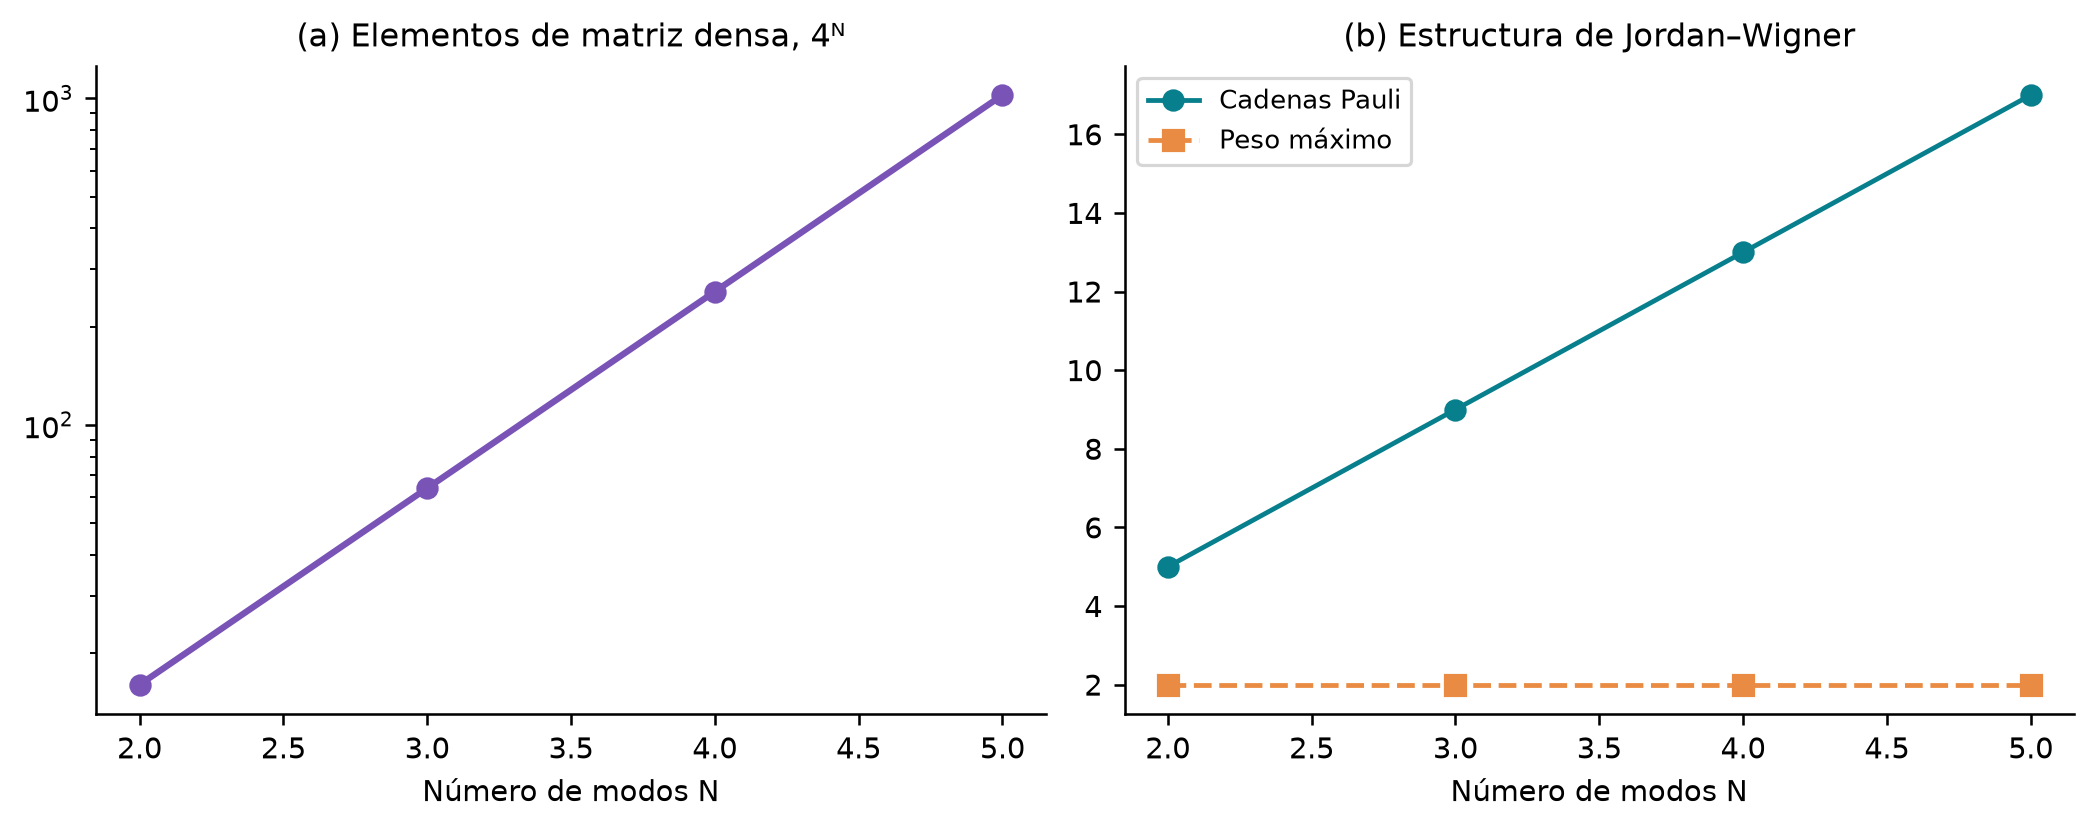 (a) Elementos de matriz densa, 4ᴺ
10³
10²
2.0 2.5 3.0 3.5 4.0 4.5 5.0
Número de modos N
(b) Estructura de Jordan–Wigner
Cadenas Pauli
Peso máximo
16
14
12
10
8
6
4
2
2.0 2.5 3.0 3.5 4.0 4.5 5.0
Número de modos N